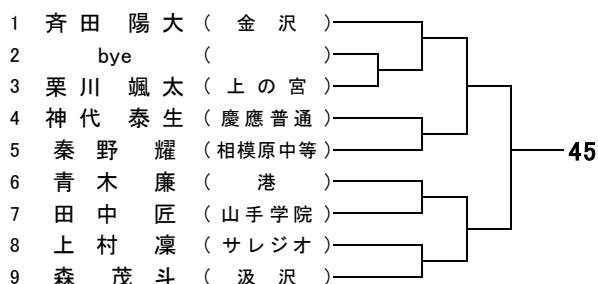 1 斉田 陽大 (金沢)
2 bye ( )
3 栗川 颯太 (上の宮)
4 神代 泰生 (慶應普通)
5 秦野 耀 (相模原中等)
6 青木 廉 (港)
7 田中 匠 (山手学院)
8 上村 凜 (サレジオ)
9 森 茂斗 (汲沢)
45